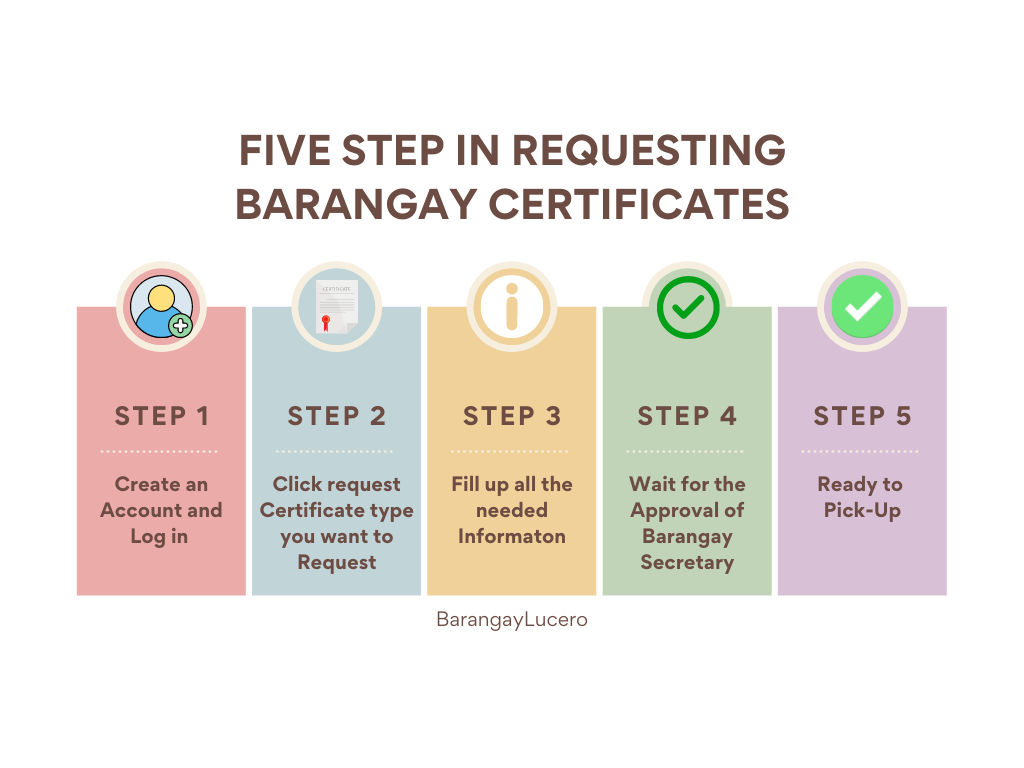 FIVE STEP IN REQUESTING
BARANGAY CERTIFICATES
CERTIFICATE
STEP 1
Create an
Account and
Log in
STEP 2
Click request
Certificate type
you want to
Request
STEP 3
Fill up all the
needed
Informaton
STEP 4
Wait for the
Approval of
Barangay
Secretary
STEP 5
Ready to
Pick-Up
BarangayLucero